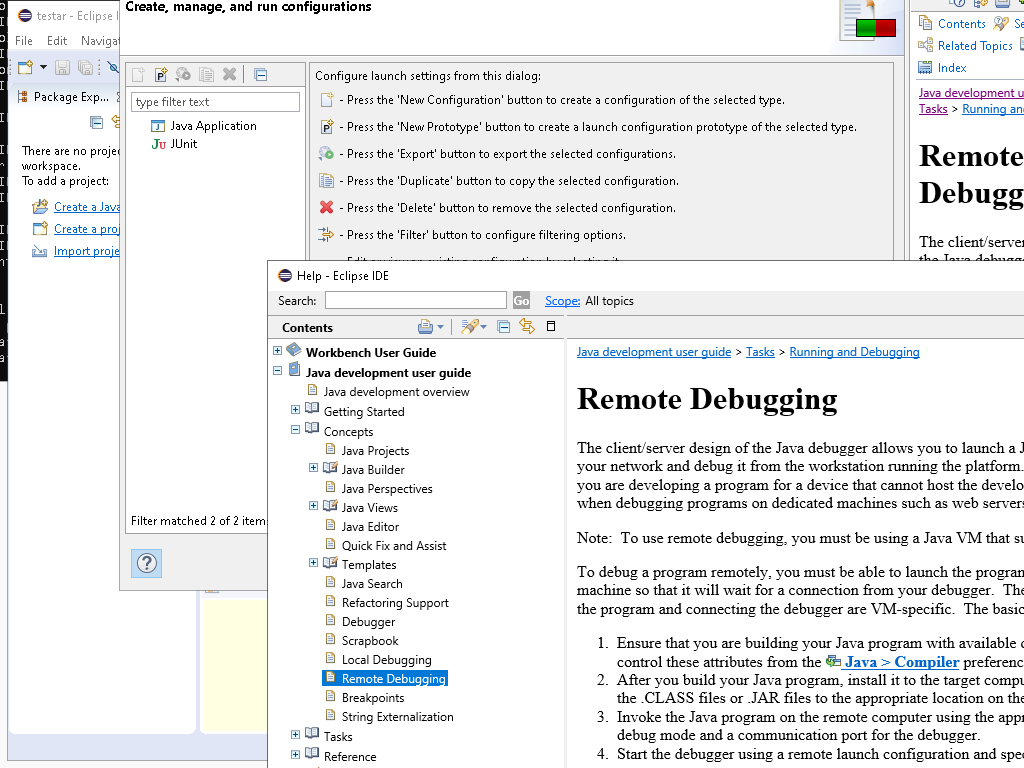 testar - Eclipse I
File Edit Navigat
Package Exp...
There are no projec
workspace.
To add a project:
Create a Java
Create a proj
Import proje
Create, manage, and run configurations
type filter text
Java Application
JUnit
Filter matched 2 of 2 item
Configure launch settings from this dialog:
- Press the 'New Configuration' button to create a configuration of the selected type.
- Press the 'New Prototype' button to create a launch configuration prototype of the selected type.
- Press the 'Export' button to export the selected configurations.
- Press the 'Duplicate' button to copy the selected configuration.
- Press the 'Delete' button to remove the selected configuration.
- Press the 'Filter' button to configure filtering options.
Contents Se
Related Topics
Index
Java development u
Tasks > Running and
Remote
Debugg
The client/server
Help - Eclipse IDE
Search: Go Scope: All topics
Contents
Workbench User Guide
Java development user guide
Java development overview
Getting Started
Concepts
Java Projects
Java Builder
Java Perspectives
Java Views
Java Editor
Quick Fix and Assist
Templates
Java Search
Refactoring Support
Debugger
Scrapbook
Local Debugging
Remote Debugging
Breakpoints
String Externalization
Tasks
Reference
Java development user guide > Tasks > Running and Debugging
Remote Debugging
The client/server design of the Java debugger allows you to launch a J
your network and debug it from the workstation running the platform.
you are developing a program for a device that cannot host the develo
when debugging programs on dedicated machines such as web servers
Note: To use remote debugging, you must be using a Java VM that su
To debug a program remotely, you must be able to launch the program
machine so that it will wait for a connection from your debugger. The
the program and connecting the debugger are VM-specific. The basic
1. Ensure that you are building your Java program with available d
control these attributes from the Java > Compiler preferenc
2. After you build your Java program, install it to the target compu
the .CLASS files or .JAR files to the appropriate location on the
3. Invoke the Java program on the remote computer using the appr
debug mode and a communication port for the debugger.
4. Start the debugger using a remote launch configuration and spec